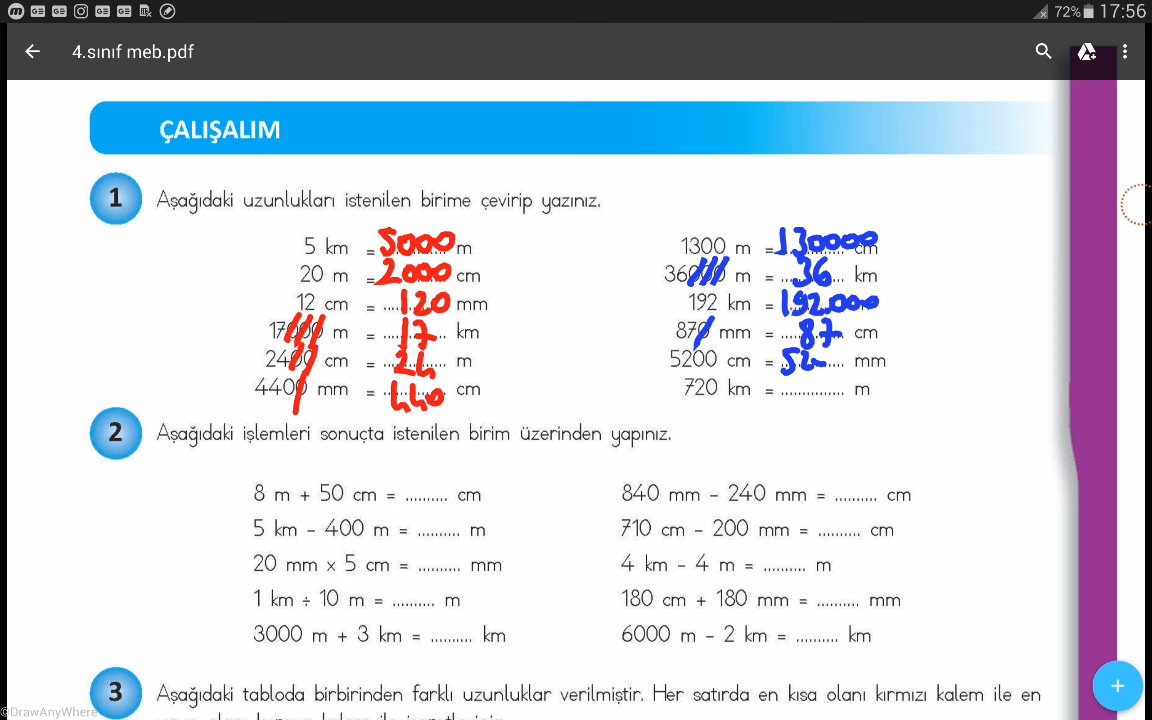 72% 17:56
4.sınıf meb.pdf
ÇALIŞALIM
1 Aşağıdaki uzunlukları istenilen birime çevirip yazınız.
5 km = 5000 m
20 m = 2000 cm
12 cm = 120 mm
17000 m = 17 km
2400 cm = 24 m
4400 mm = 440 cm
1300 m = 130000 cm
36000 m = 36 km
192 km = 192.000 m
870 mm = 87 cm
5200 cm = 52 mm
720 km = ............... m
2 Aşağıdaki işlemleri sonuçta istenilen birim üzerinden yapınız.
8 m + 50 cm = .......... cm
5 km - 400 m = .......... m
20 mm × 5 cm = .......... mm
1 km ÷ 10 m = .......... m
3000 m + 3 km = .......... km
840 mm - 240 mm = .......... cm
710 cm - 200 mm = .......... cm
4 km - 4 m = .......... m
180 cm + 180 mm = .......... mm
6000 m - 2 km = .......... km
3 Aşağıdaki tabloda birbirinden farklı uzunluklar verilmiştir. Her satırda en kısa olanı kırmızı kalem ile en
©DrawAnyWhere